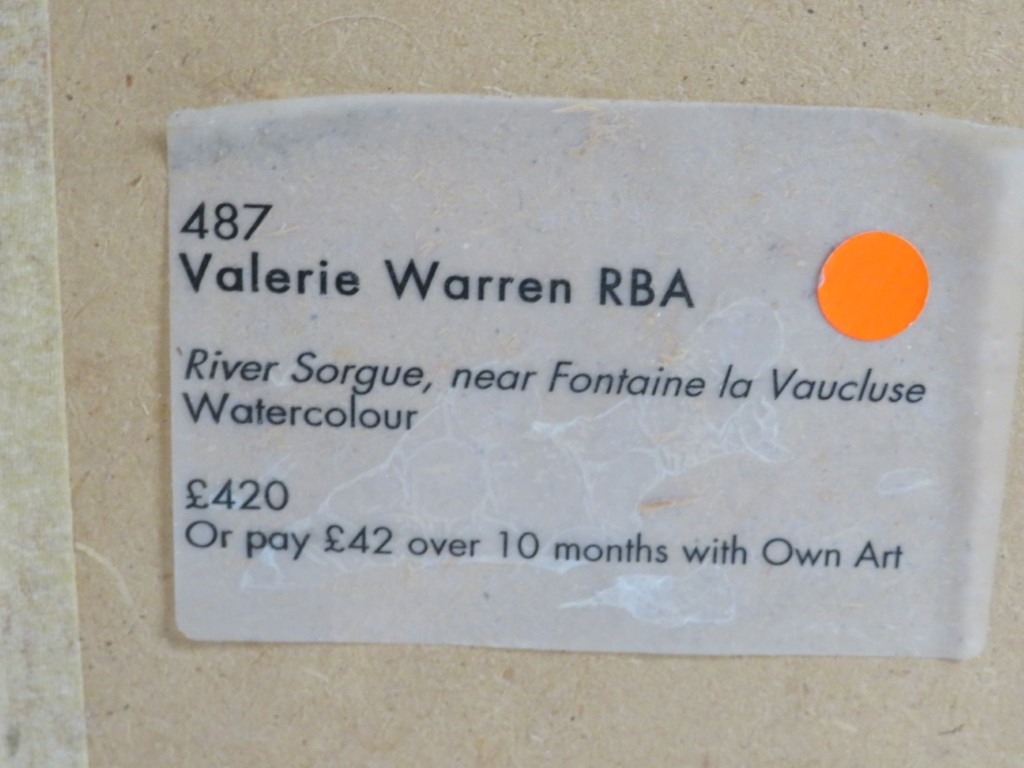 487
Valerie Warren RBA
River Sorgue, near Fontaine la Vaucluse
Watercolour
£420
Or pay £42 over 10 months with Own Art